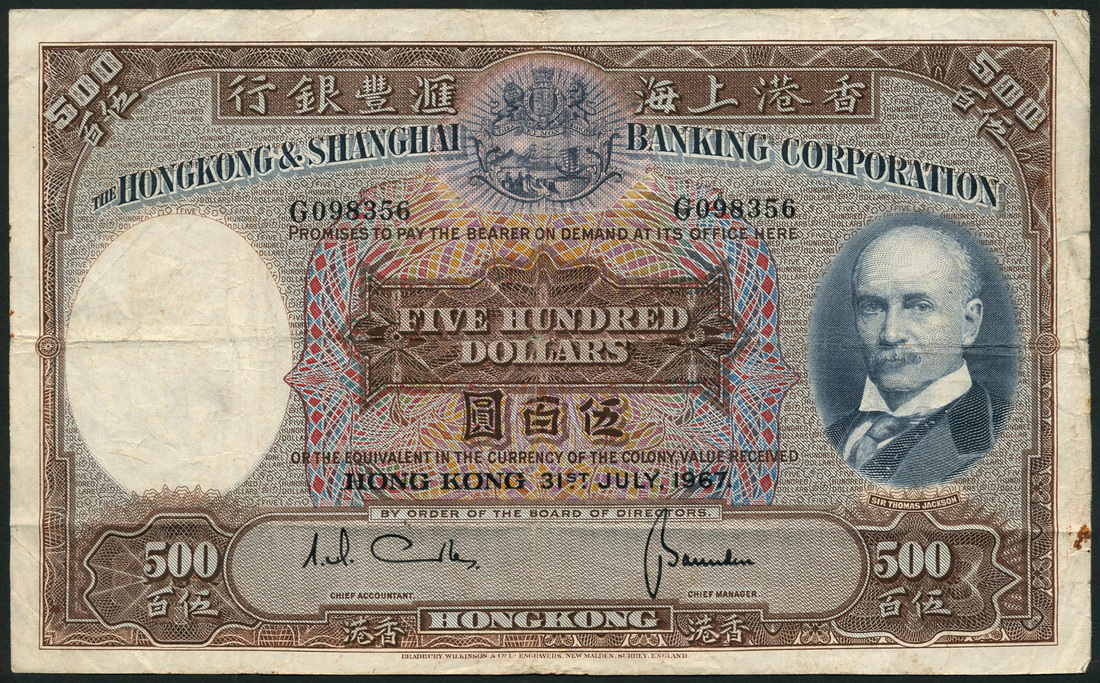 500
伍百
香港上海滙豐銀行
500
伍百
THE HONGKONG & SHANGHAI BANKING CORPORATION
G098356
G098356
PROMISES TO PAY THE BEARER ON DEMAND AT ITS OFFICE HERE
FIVE HUNDRED
DOLLARS
伍百圓
OR THE EQUIVALENT IN THE CURRENCY OF THE COLONY, VALUE RECEIVED
HONG KONG 31ST JULY, 1967.
SIR THOMAS JACKSON
BY ORDER OF THE BOARD OF DIRECTORS.
500
伍百
500
伍百
CHIEF ACCOUNTANT.
CHIEF MANAGER.
香港
HONGKONG
香港
BRADBURY, WILKINSON & Co. Ld. ENGRAVERS, NEW MALDEN, SURREY, ENGLAND.